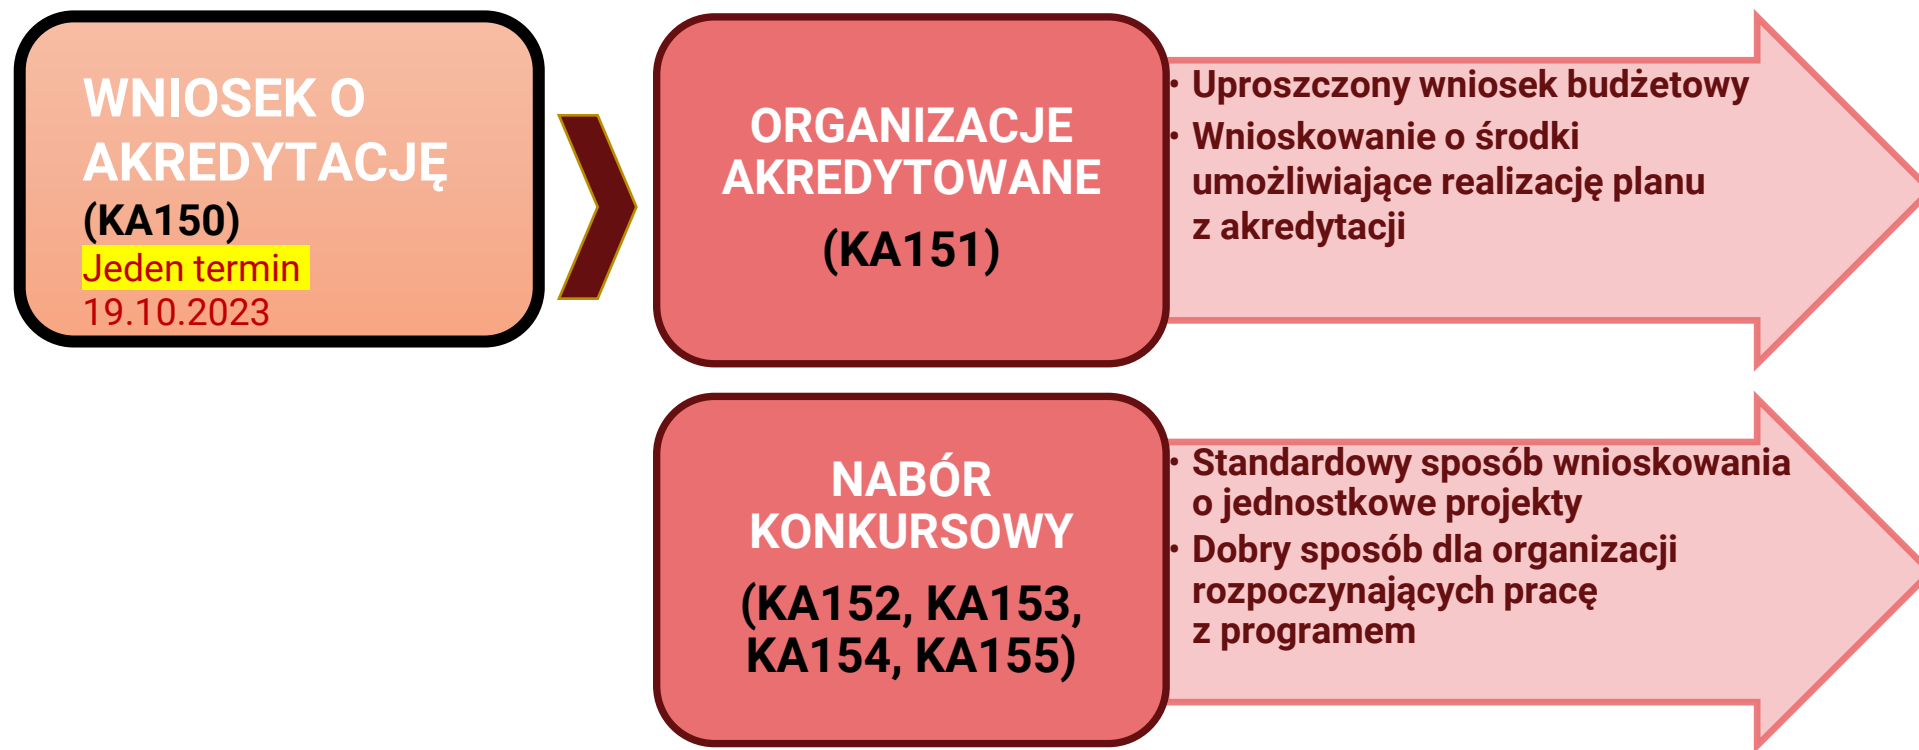 WNIOSEK O
AKREDYTACJĘ
(KA150)
Jeden termin
19.10.2023
ORGANIZACJE
AKREDYTOWANE
(KA151)
• Uproszczony wniosek budżetowy
• Wnioskowanie o środki
umożliwiające realizację planu
z akredytacji
NABÓR
KONKURSOWY
(KA152, KA153,
KA154, KA155)
• Standardowy sposób wnioskowania
o jednostkowe projekty
• Dobry sposób dla organizacji
rozpoczynających pracę
z programem